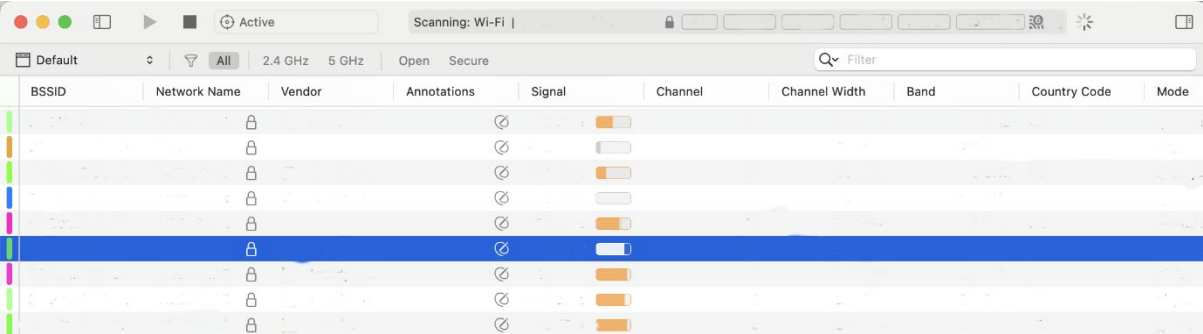 Active Scanning: Wi-Fi
Default All 2.4 GHz 5 GHz Open Secure Filter
BSSID Network Name Vendor Annotations Signal Channel Channel Width Band Country Code Mode